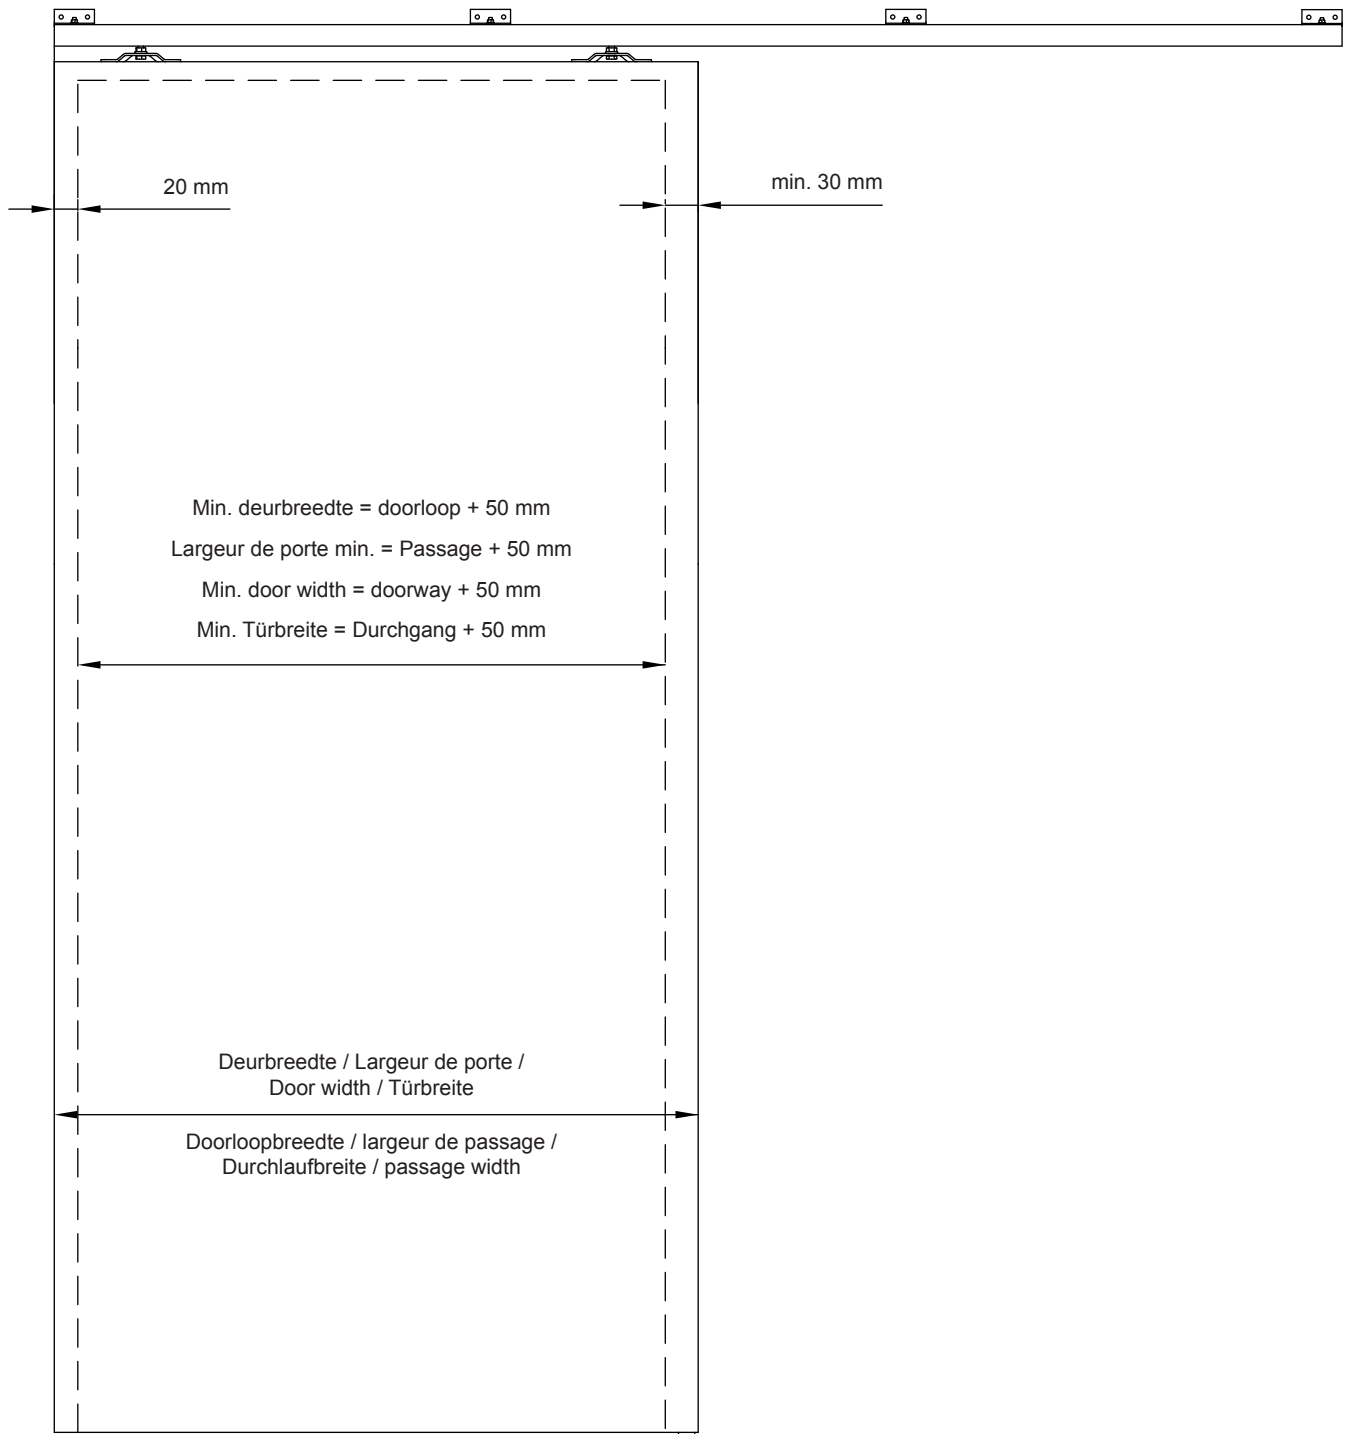 20 mm
min. 30 mm
Min. deurbreedte = doorloop + 50 mm
Largeur de porte min. = Passage + 50 mm
Min. door width = doorway + 50 mm
Min. Türbreite = Durchgang + 50 mm
Deurbreedte / Largeur de porte /
Door width / Türbreite
Doorloopbreedte / largeur de passage /
Durchlaufbreite / passage width